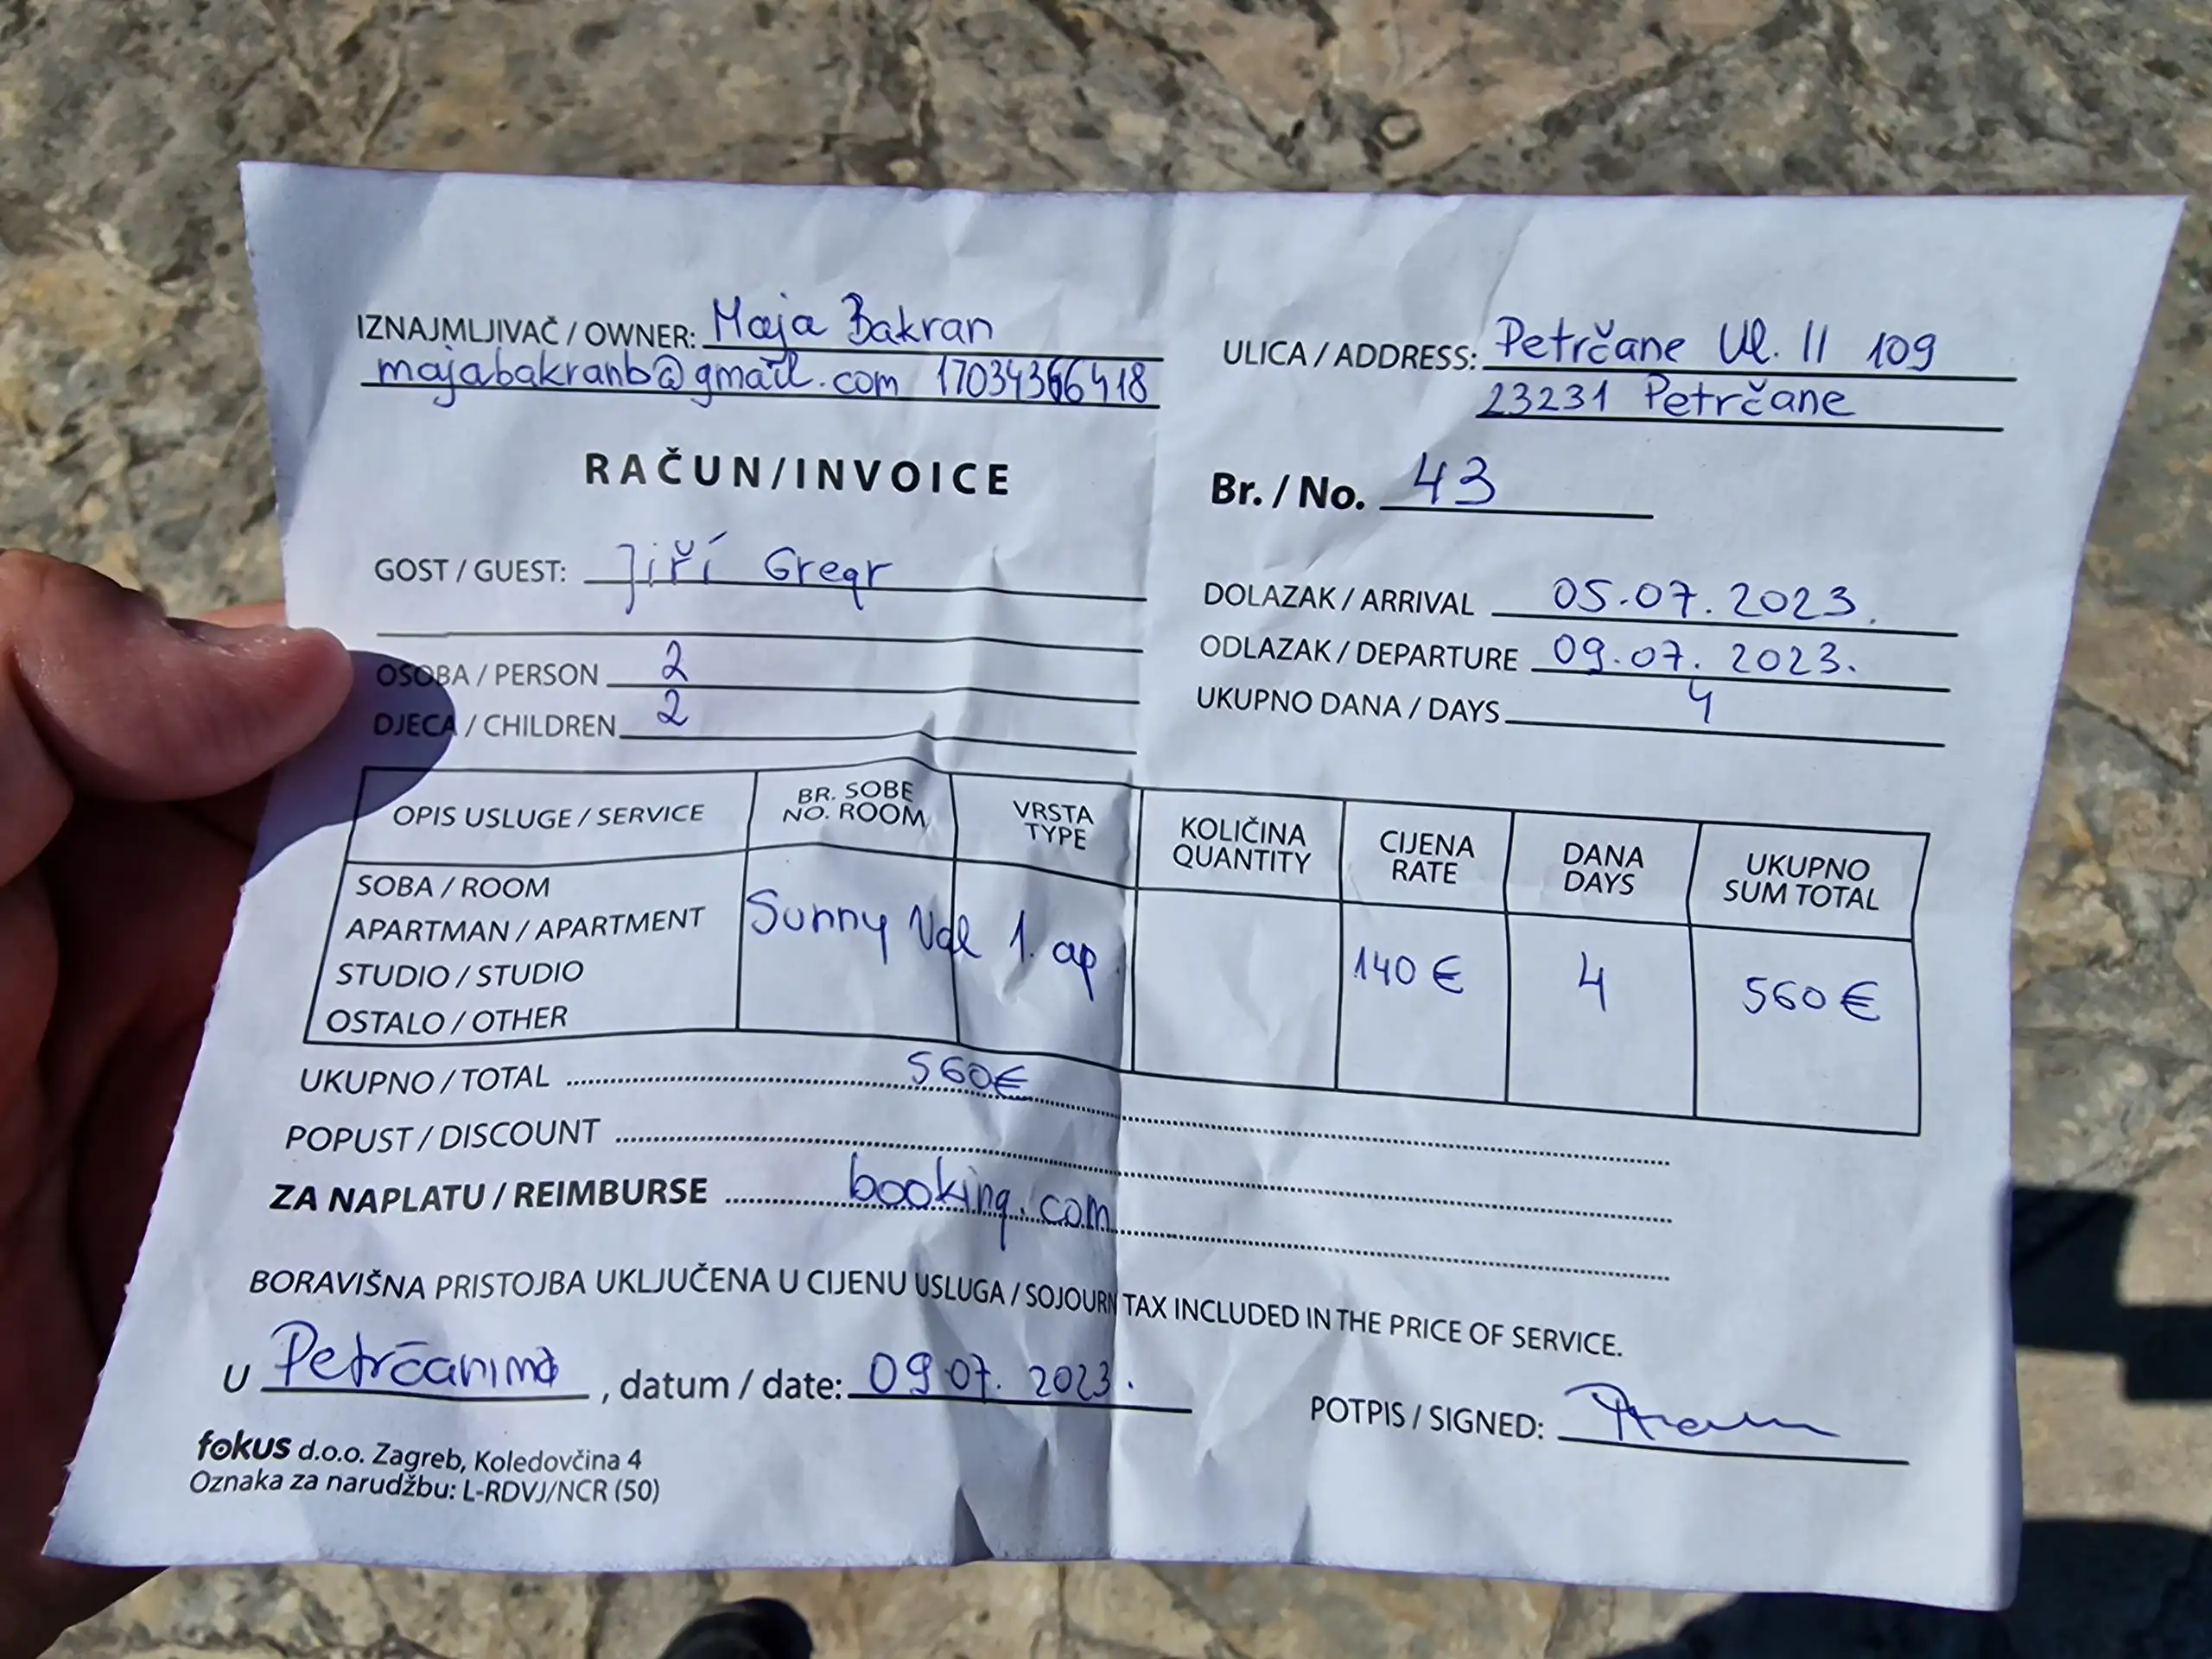 IZNAJMLJIVAČ / OWNER: Maja Bakran
majabakranb@gmail.com 17034366418
ULICA / ADDRESS: Petrčane Ul. II 109
23231 Petrčane
RAČUN/INVOICE
Br. / No. 43
GOST / GUEST: Jiří Gregr
OSOBA / PERSON 2
DJECA / CHILDREN 2
DOLAZAK / ARRIVAL 05.07.2023.
ODLAZAK / DEPARTURE 09.07.2023.
UKUPNO DANA / DAYS 4
OPIS USLUGE / SERVICE
BR. SOBE
NO. ROOM
VRSTA
TYPE
KOLIČINA
QUANTITY
CIJENA
RATE
DANA
DAYS
UKUPNO
SUM TOTAL
SOBA / ROOM
APARTMAN / APARTMENT
STUDIO / STUDIO
OSTALO / OTHER
Sunny Val 1. ap
140 €
4
560 €
UKUPNO / TOTAL 560€
POPUST / DISCOUNT
ZA NAPLATU / REIMBURSE booking.com
BORAVIŠNA PRISTOJBA UKLJUČENA U CIJENU USLUGA / SOJOURN TAX INCLUDED IN THE PRICE OF SERVICE.
U Petrčanima, datum / date: 09.07.2023.
POTPIS / SIGNED:
fokus d.o.o. Zagreb, Koledovčina 4
Oznaka za narudžbu: L-RDVJ/NCR (50)